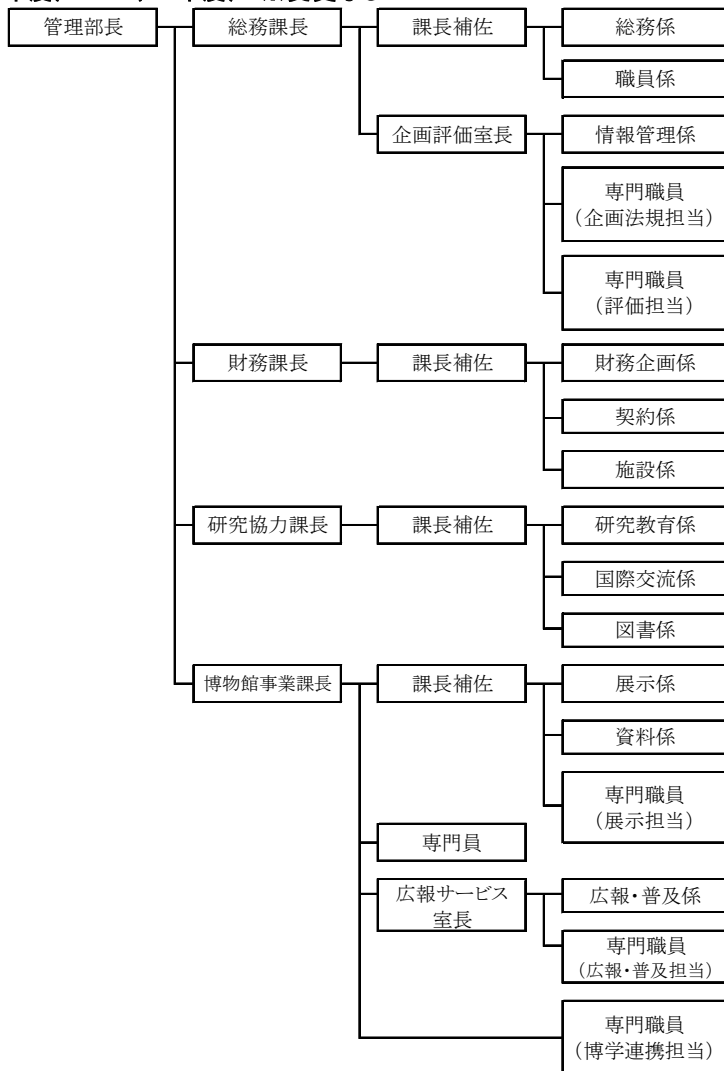 管理部長
総務課長
課長補佐
総務係
職員係
企画評価室長
情報管理係
専門職員
（企画法規担当）
専門職員
（評価担当）
財務課長
課長補佐
財務企画係
契約係
施設係
研究協力課長
課長補佐
研究教育係
国際交流係
図書係
博物館事業課長
課長補佐
展示係
資料係
専門職員
（展示担当）
専門員
広報サービス
室長
広報・普及係
専門職員
（広報・普及担当）
専門職員
（博学連携担当）